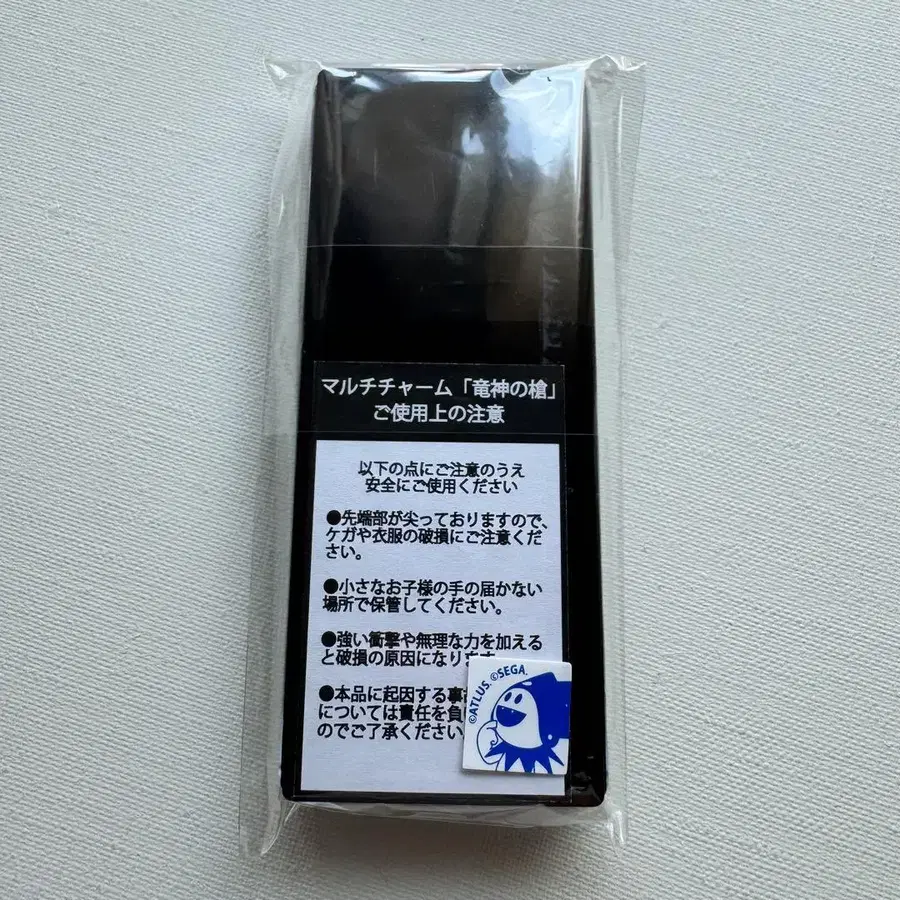 マルチチャーム「竜神の槍」
ご使用上の注意
以下の点にご注意のうえ
安全にご使用ください
●先端部が尖っておりますので、
ケガや衣服の破損にご注意くだ
さい。
●小さなお子様の手の届かない
場所で保管してください。
●強い衝撃や無理な力を加える
と破損の原因になります。
●本品に起因する事
については責任を負
のでご了承ください
©ATLUS. ©SEGA.